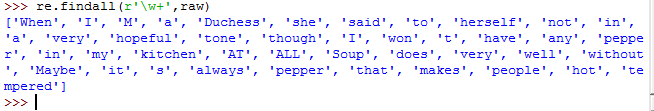 >>> re.findall(r'\w+',raw)
['When', 'I', 'M', 'a', 'Duchess', 'she', 'said', 'to', 'herself', 'not', 'in',
'a', 'very', 'hopeful', 'tone', 'though', 'I', 'won', 't', 'have', 'any', 'peppe
r', 'in', 'my', 'kitchen', 'AT', 'ALL', 'Soup', 'does', 'very', 'well', 'without'
, 'Maybe', 'it', 's', 'always', 'pepper', 'that', 'makes', 'people', 'hot', 'te
mpered']
>>>